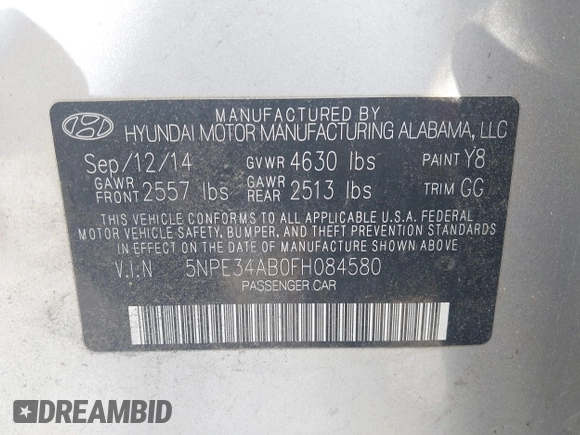 MANUFACTURED BY
HYUNDAI MOTOR MANUFACTURING ALABAMA, LLC
Sep/12/14 GVWR 4630 lbs PAINT Y8
GAWR FRONT 2557 lbs GAWR REAR 2513 lbs TRIM GG
THIS VEHICLE CONFORMS TO ALL APPLICABLE U.S.A. FEDERAL
MOTOR VEHICLE SAFETY, BUMPER, AND THEFT PREVENTION STANDARDS
IN EFFECT ON THE DATE OF MANUFACTURE SHOWN ABOVE.
V.I.N 5NPE34AB0FH084580
PASSENGER CAR
DREAMBID